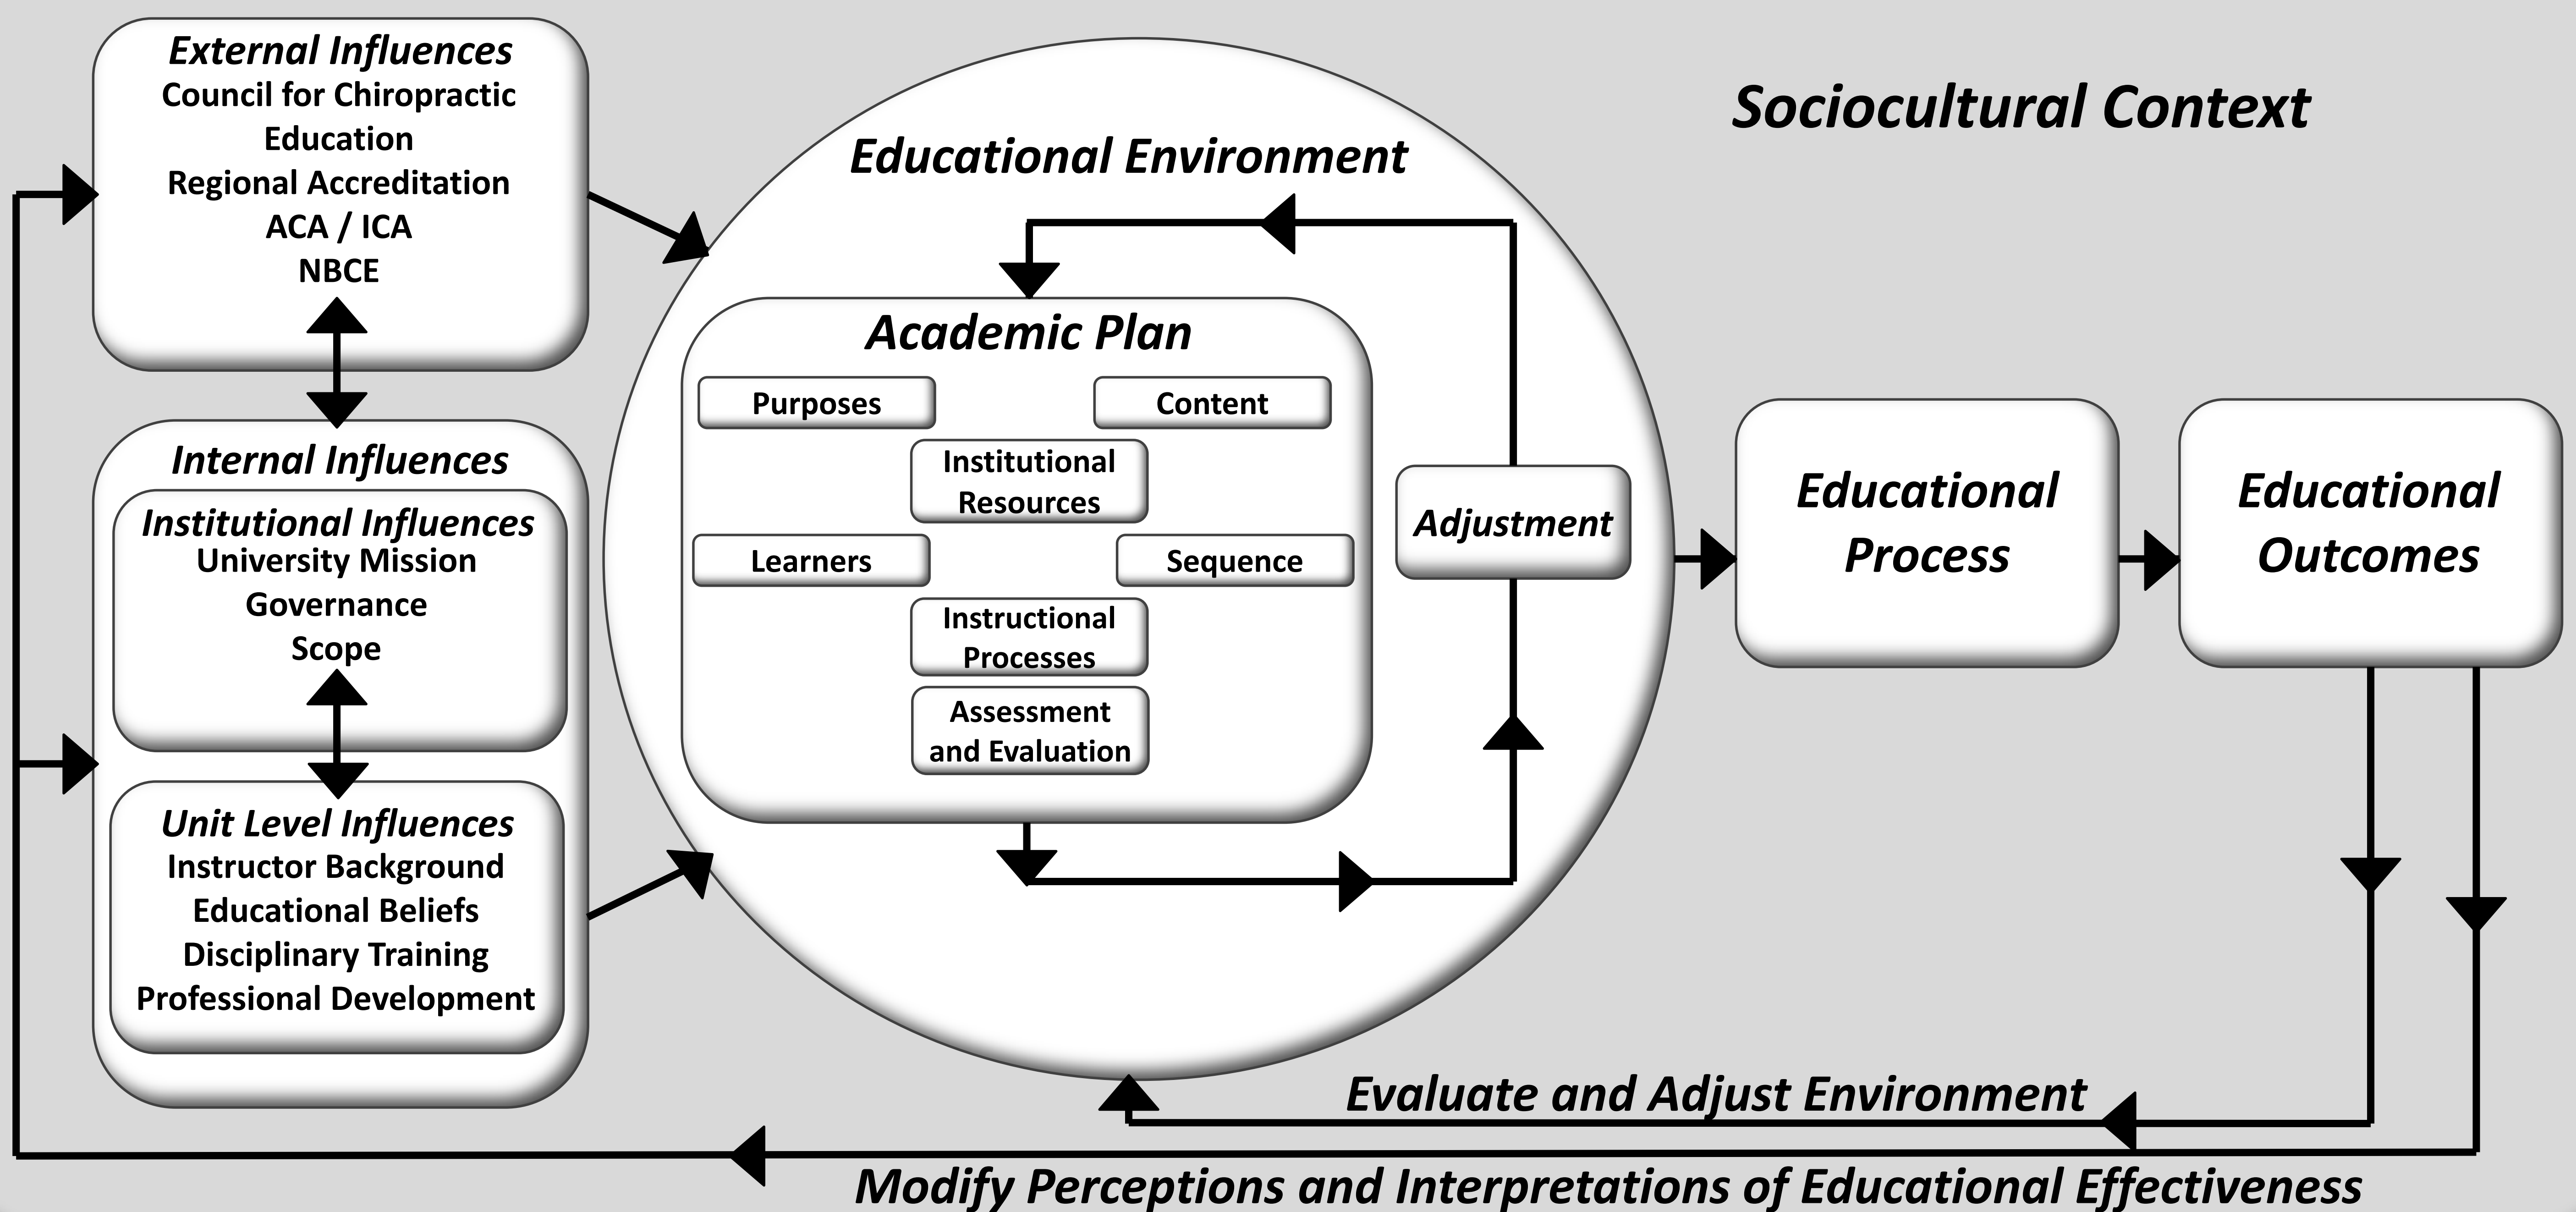 External Influences
Council for Chiropractic
Education
Regional Accreditation
ACA / ICA
NBCE
Internal Influences
Institutional Influences
University Mission
Governance
Scope
Unit Level Influences
Instructor Background
Educational Beliefs
Disciplinary Training
Professional Development
Educational Environment
Academic Plan
Purposes
Content
Institutional
Resources
Learners
Sequence
Instructional
Processes
Assessment
and Evaluation
Adjustment
Sociocultural Context
Educational
Process
Educational
Outcomes
Evaluate and Adjust Environment
Modify Perceptions and Interpretations of Educational Effectiveness